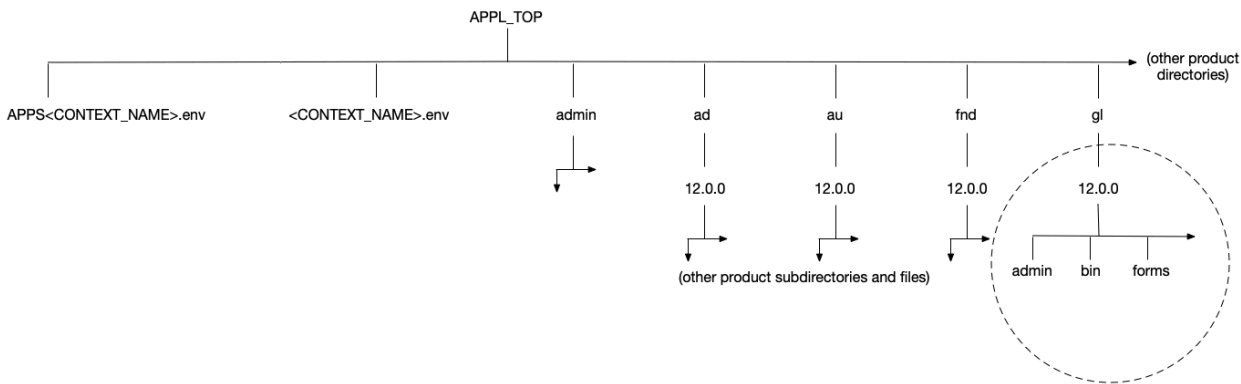 APPL_TOP
(other product
directories)
APPS<CONTEXT_NAME>.env
<CONTEXT_NAME>.env
admin
ad
au
fnd
gl
12.0.0
12.0.0
12.0.0
12.0.0
(other product subdirectories and files)
admin
bin
forms